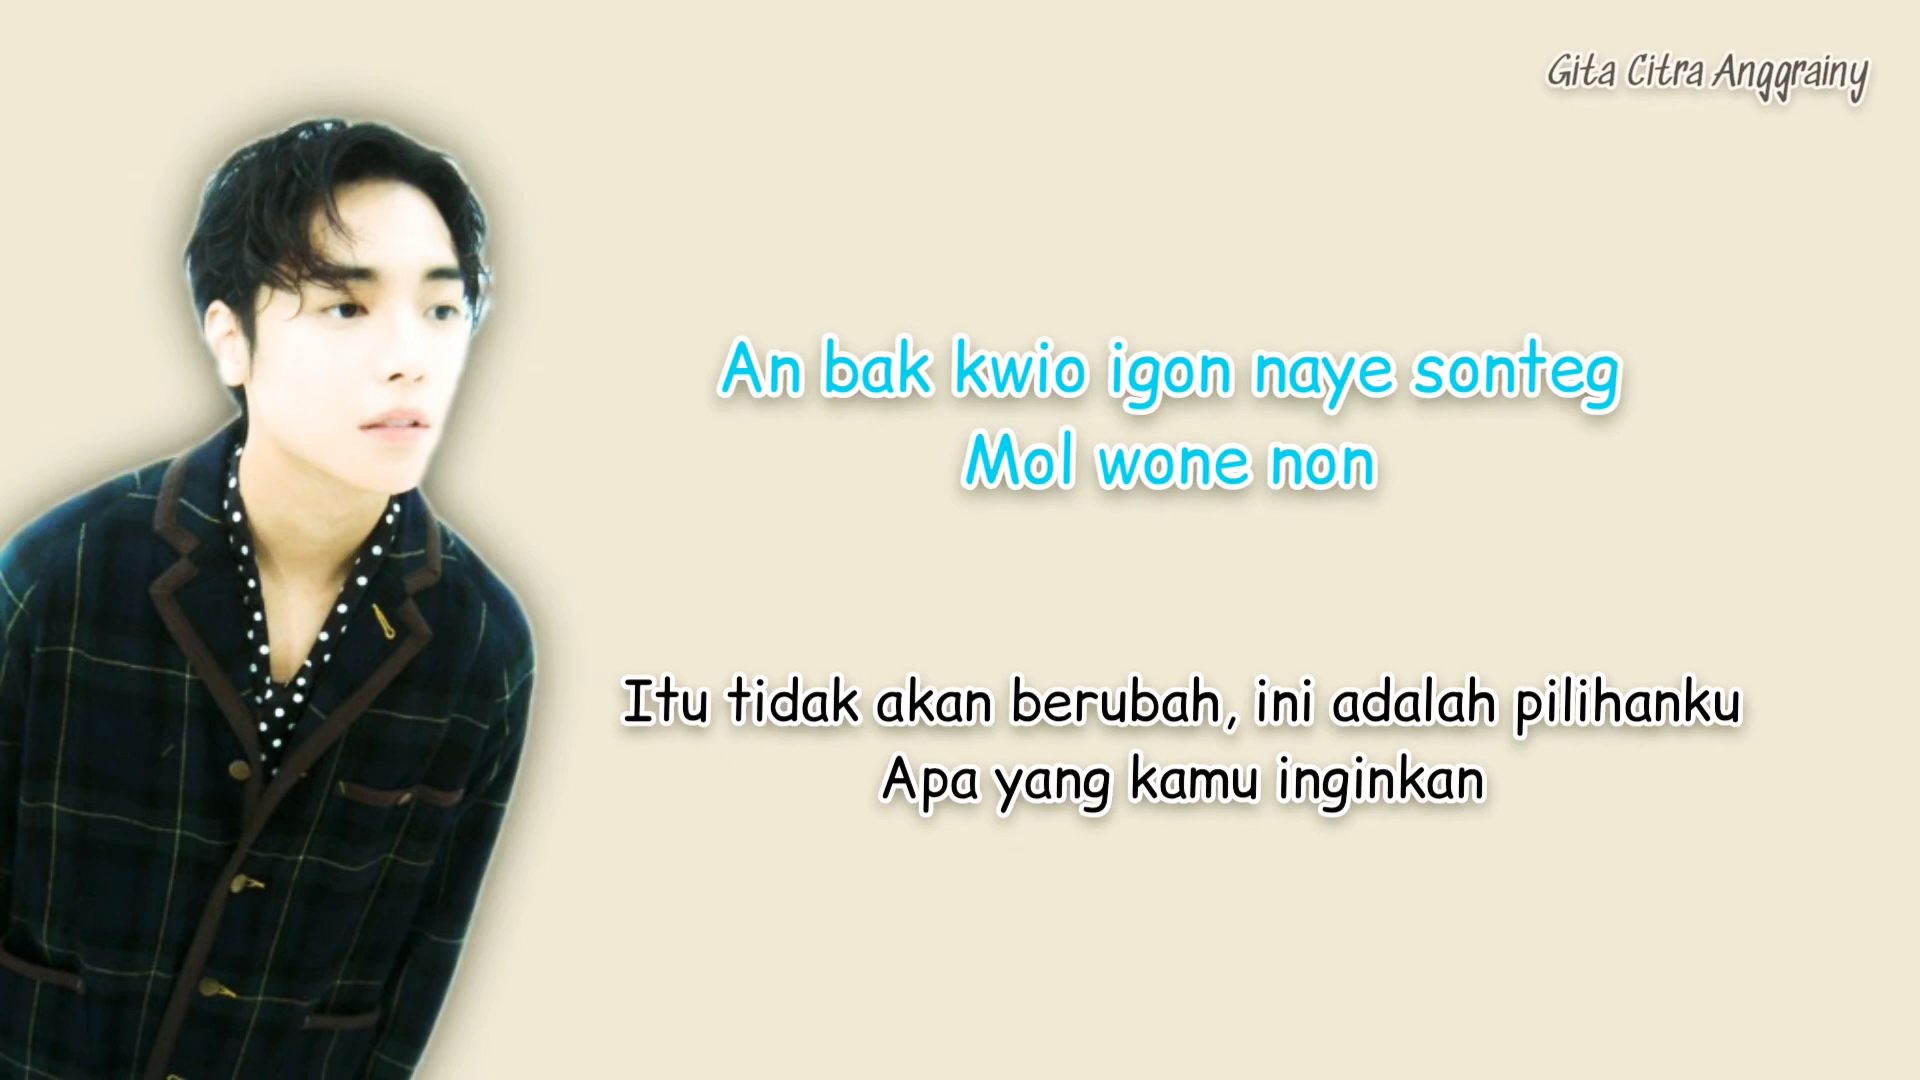 Gita Citra Anggrainy
An bak kwio igon naye sonteg
Mol wone non
Itu tidak akan berubah, ini adalah pilihanku
Apa yang kamu inginkan